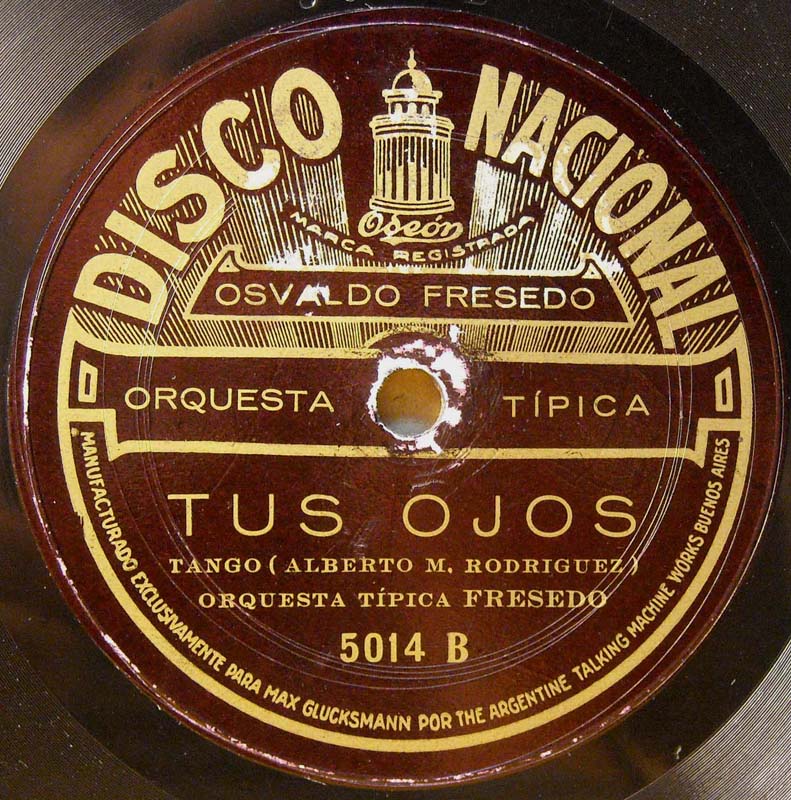 DISCO NACIONAL
Odeón
MARCA REGISTRADA
OSVALDO FRESEDO
ORQUESTA TÍPICA
TUS OJOS
TANGO (ALBERTO M. RODRIGUEZ)
ORQUESTA TÍPICA FRESEDO
5014 B
MANUFACTURADO EXCLUSIVAMENTE PARA MAX GLUCKSMANN POR THE ARGENTINE TALKING MACHINE WORKS BUENOS AIRES